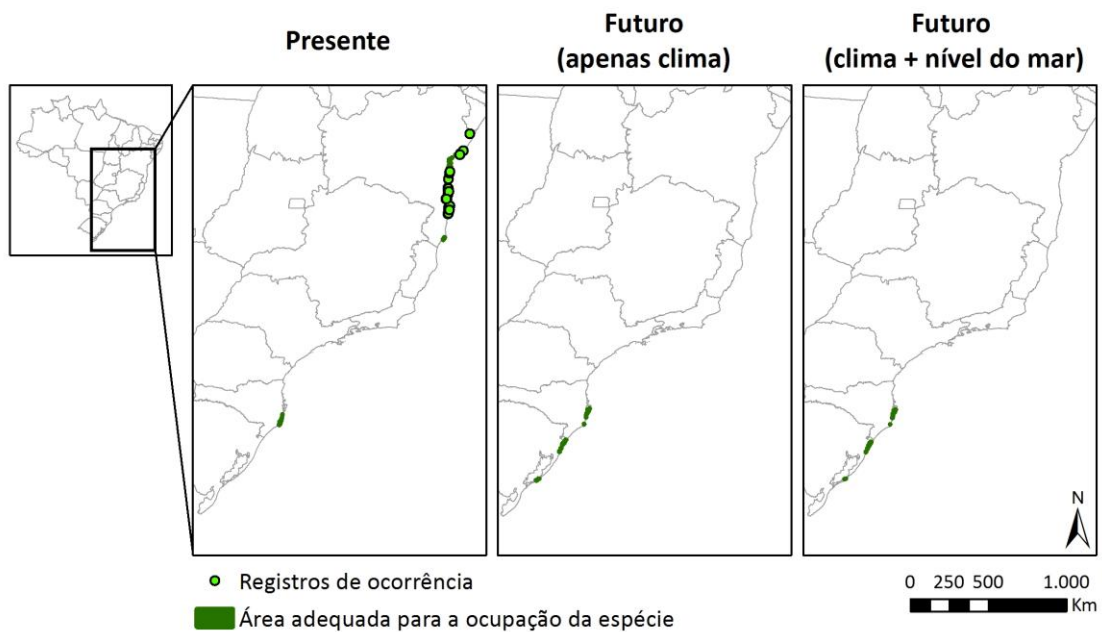 Presente
Futuro
(apenas clima)
Futuro
(clima + nível do mar)
N
Registros de ocorrência
Área adequada para a ocupação da espécie
0 250 500 1.000
Km